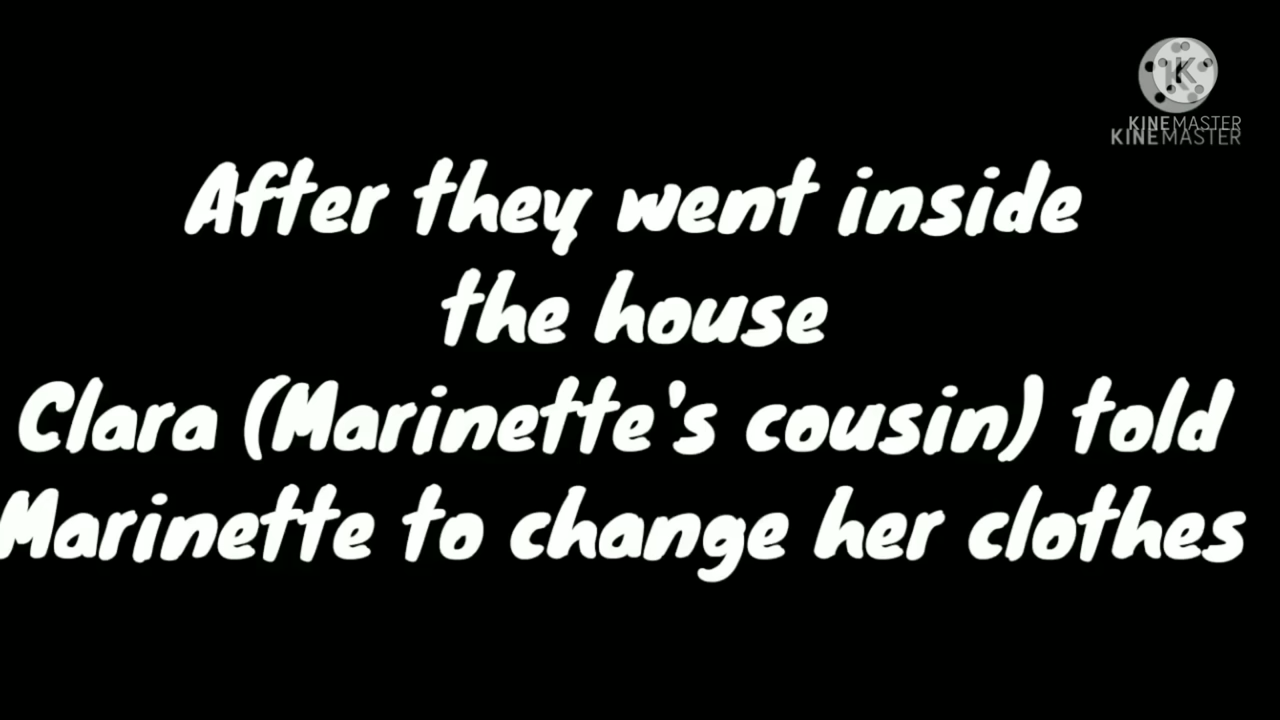 KINEMASTER
KINEMASTER
After they went inside
the house
Clara (Marinette's cousin) told
Marinette to change her clothes